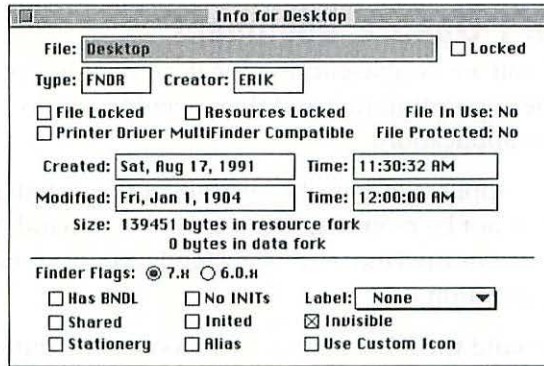 Info for Desktop
File: Desktop Locked
Type: FNDR Creator: ERIK
File Locked Resources Locked File In Use: No
Printer Driver MultiFinder Compatible File Protected: No
Created: Sat, Aug 17, 1991 Time: 11:30:32 AM
Modified: Fri, Jan 1, 1904 Time: 12:00:00 AM
Size: 139451 bytes in resource fork
0 bytes in data fork
Finder Flags: 7.x 6.0.x
Has BNDL No INITs Label: None
Shared Inited Invisible
Stationery Alias Use Custom Icon